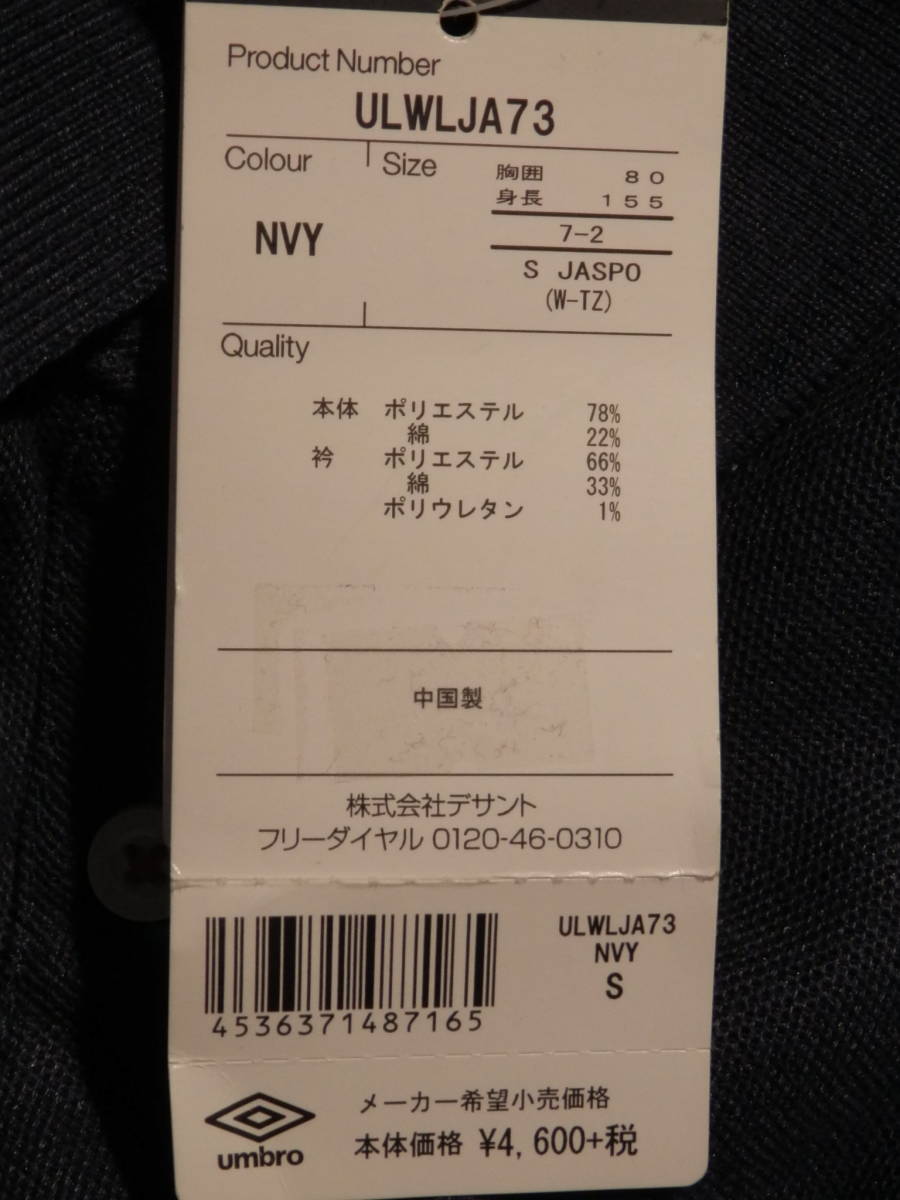 Product Number
ULWLJA73
Colour
Size
NVY
胸囲 80
身長 155
7-2
S JASPO
(W-TZ)
Quality
本体 ポリエステル 78%
綿 22%
衿 ポリエステル 66%
綿 33%
ポリウレタン 1%
中国製
株式会社デサント
フリーダイヤル 0120-46-0310
4536371487165
ULWLJA73
NVY
S
umbro
メーカー希望小売価格
本体価格 ¥4,600+税